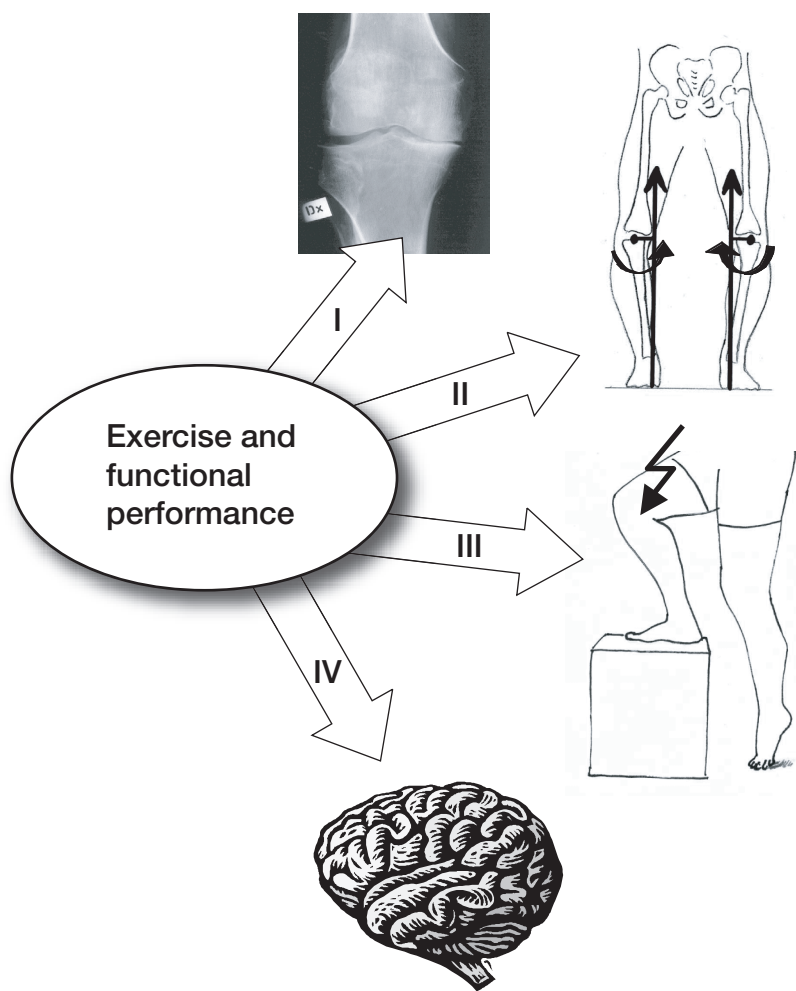 Dx
I
II
Exercise and
functional
performance
III
IV